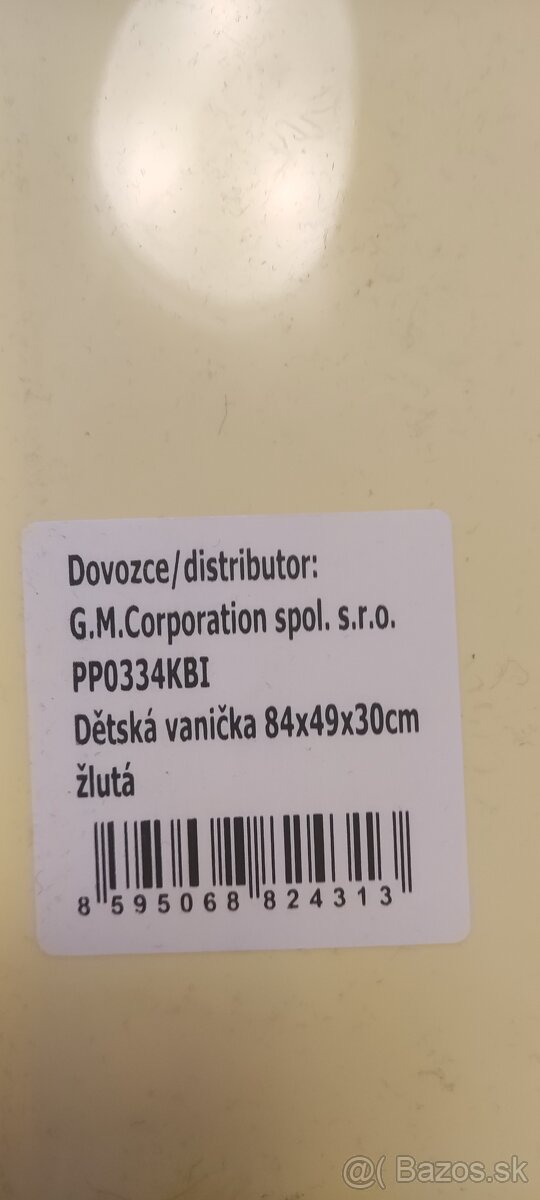 Dovozce/distributor:
G.M.Corporation spol. s.r.o.
PP0334KBI
Dětská vanička 84x49x30cm
žlutá
8 595068 824313
@( Bazos.sk